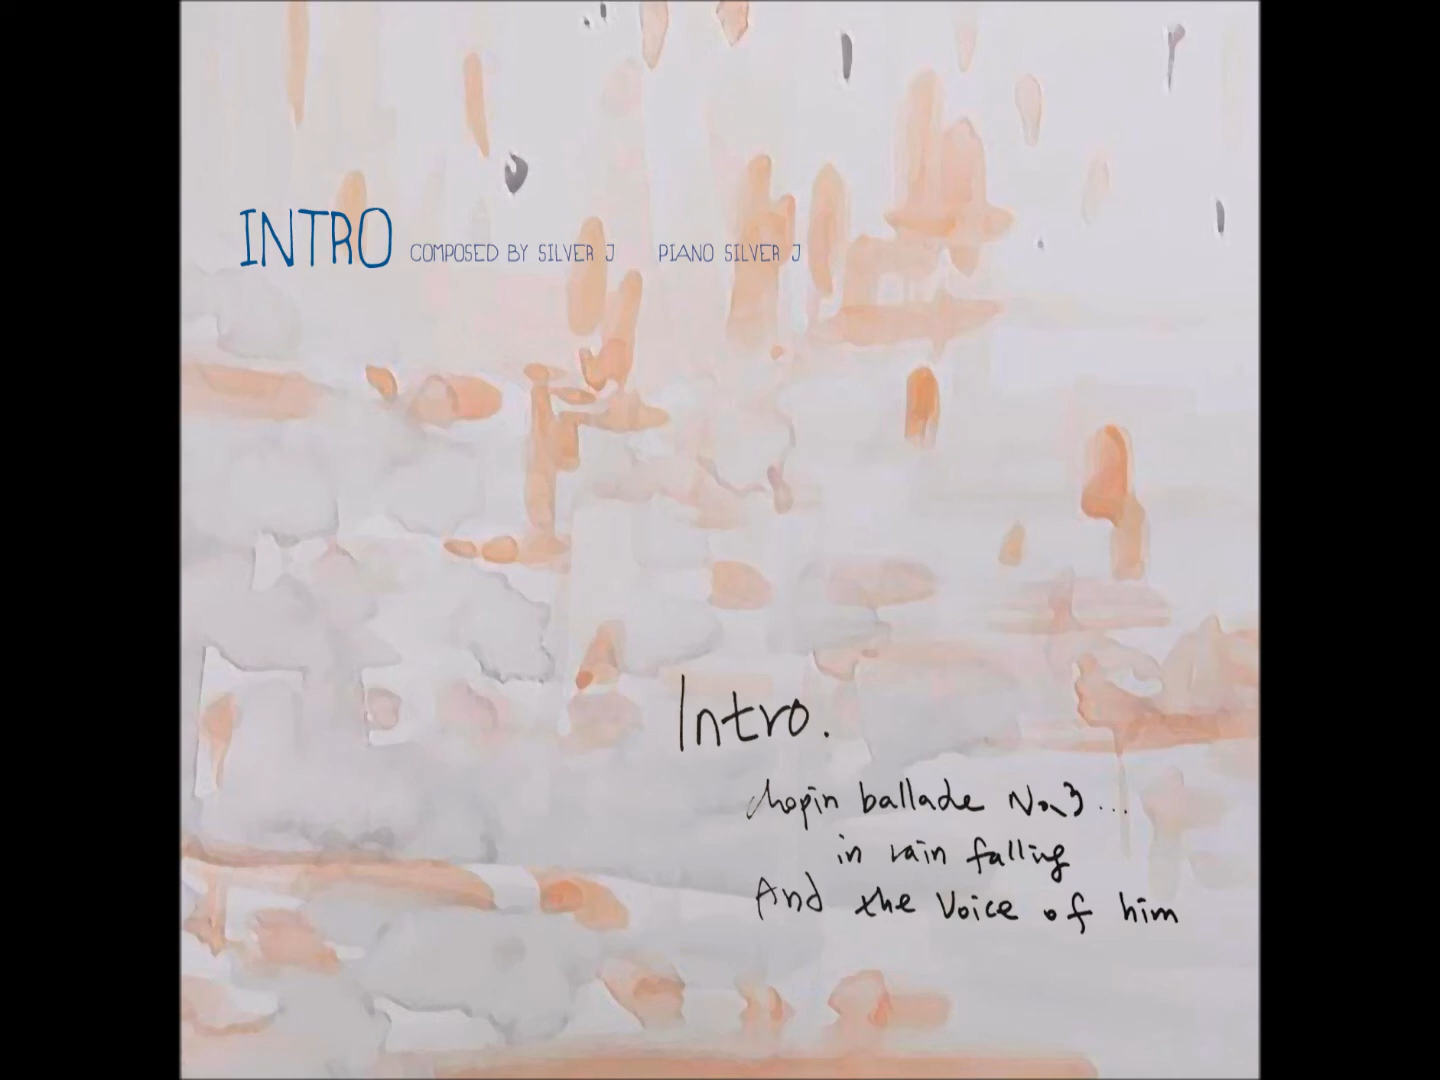 INTRO COMPOSED BY SILVER J PIANO SILVER J
Intro.
chopin ballade No.3...
in rain falling
And the Voice of him